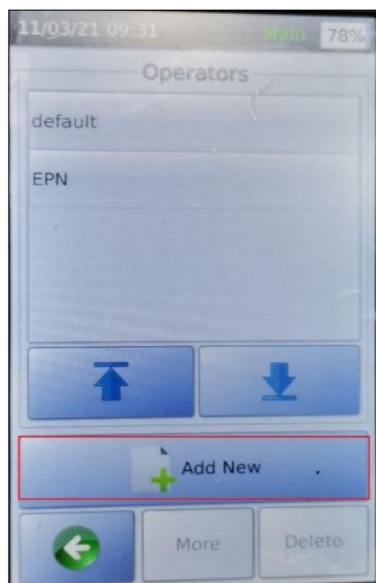 11/03/21 09:31 Main 78%
Operators
default
EPN
Add New
More Delete